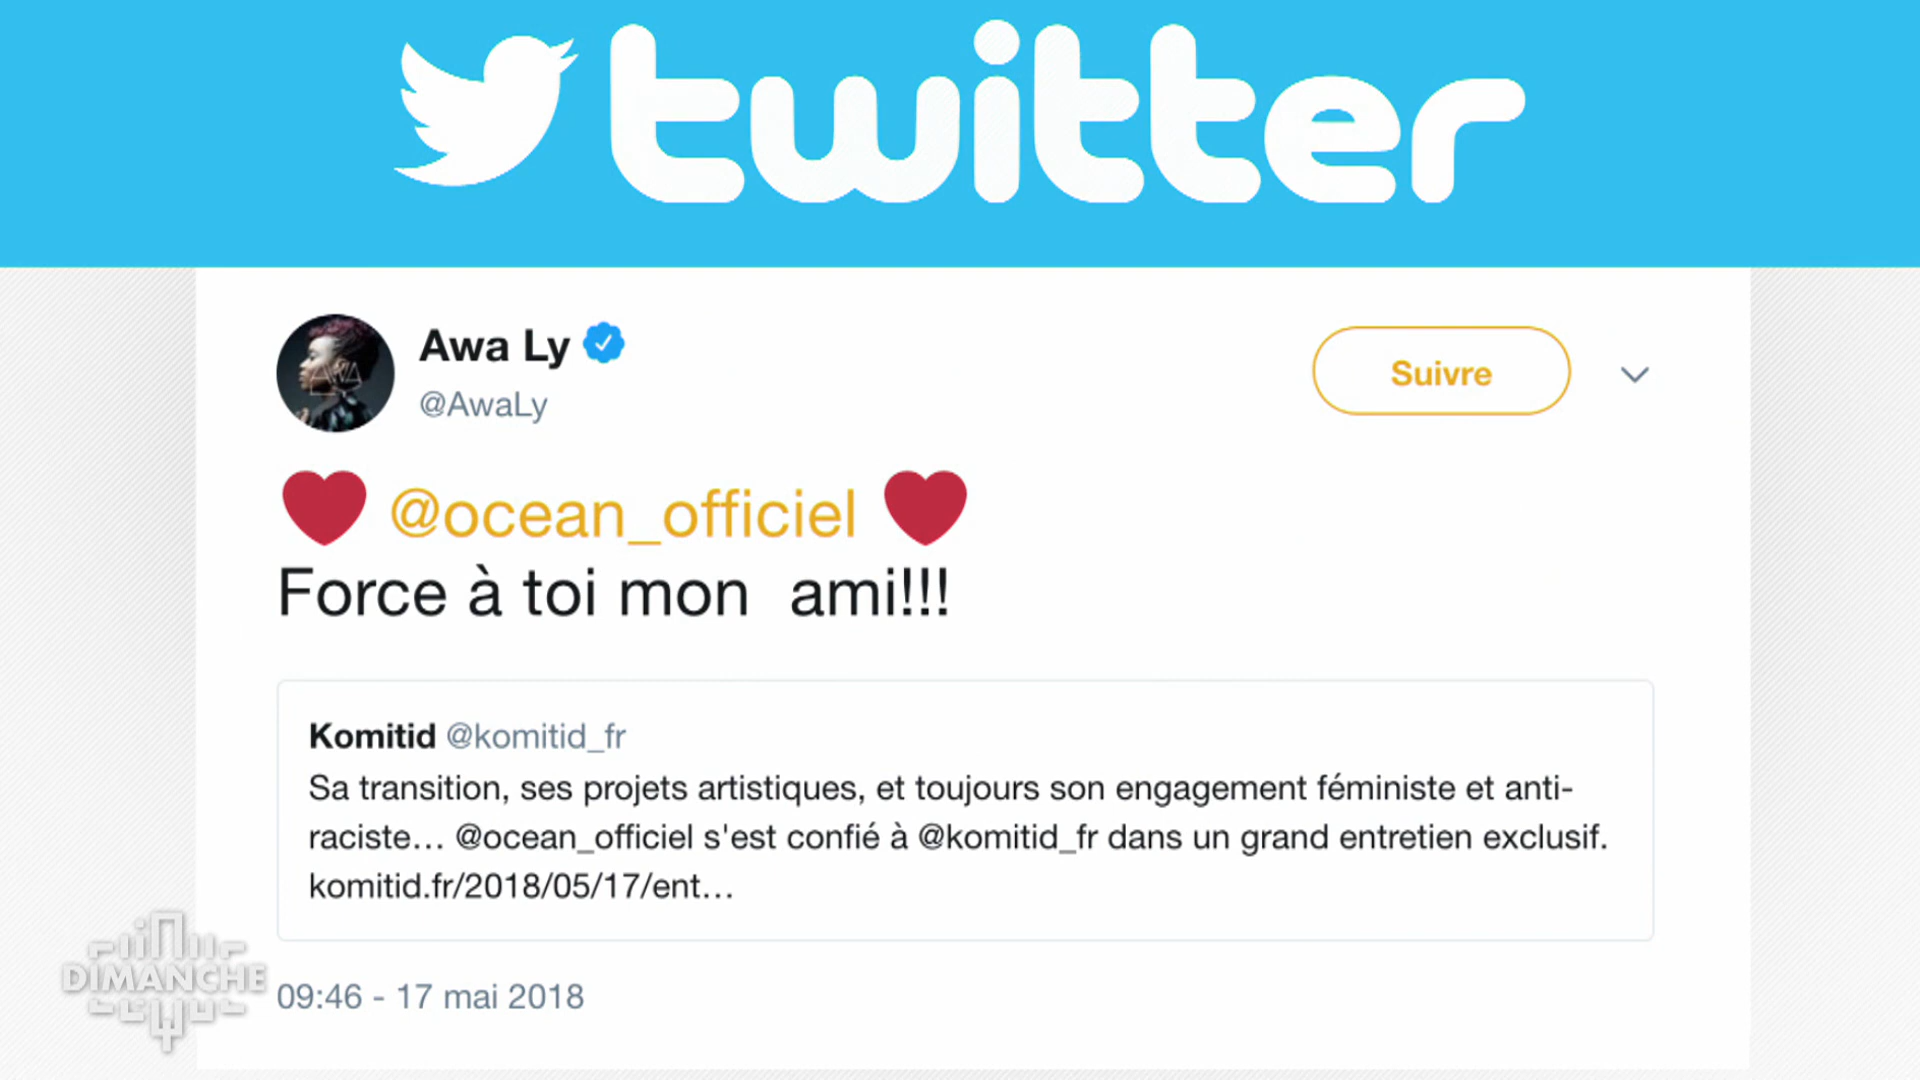 twitter
Awa Ly
@AwaLy
Suivre
❤ @ocean_officiel ❤
Force à toi mon ami!!!
Komitid @komitid_fr
Sa transition, ses projets artistiques, et toujours son engagement féministe et anti-
raciste… @ocean_officiel s'est confié à @komitid_fr dans un grand entretien exclusif.
komitid.fr/2018/05/17/ent…
DIMANCHE
09:46 - 17 mai 2018